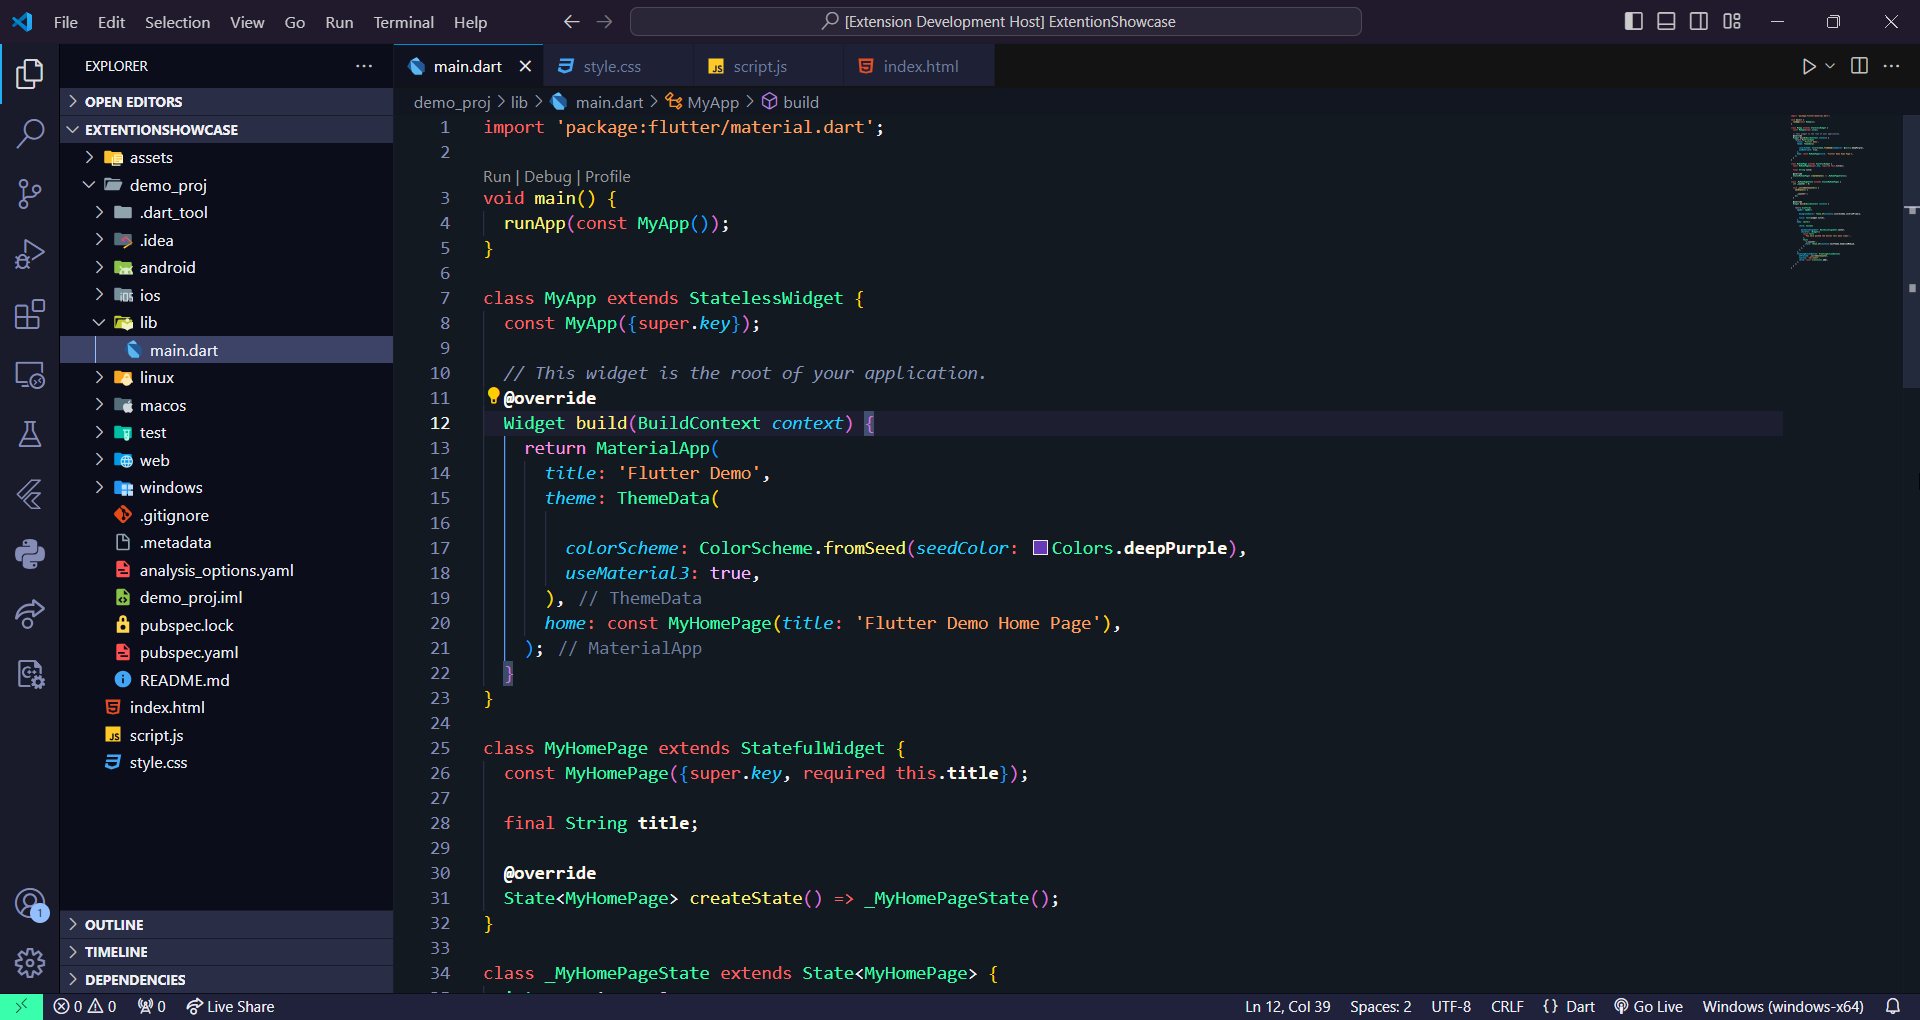 File Edit Selection View Go Run Terminal Help
[Extension Development Host] ExtentionShowcase
EXPLORER
OPEN EDITORS
EXTENTIONSHOWCASE
assets
demo_proj
.dart_tool
.idea
android
ios
lib
main.dart
linux
macos
test
web
windows
.gitignore
.metadata
analysis_options.yaml
demo_proj.iml
pubspec.lock
pubspec.yaml
README.md
index.html
script.js
style.css
OUTLINE
TIMELINE
DEPENDENCIES
main.dart style.css script.js index.html
demo_proj > lib > main.dart > MyApp > build
1 import 'package:flutter/material.dart';
2
Run | Debug | Profile
3 void main() {
4 runApp(const MyApp());
5 }
6
7 class MyApp extends StatelessWidget {
8 const MyApp({super.key});
9
10 // This widget is the root of your application.
11 @override
12 Widget build(BuildContext context) {
13 return MaterialApp(
14 title: 'Flutter Demo',
15 theme: ThemeData(
16
17 colorScheme: ColorScheme.fromSeed(seedColor: Colors.deepPurple),
18 useMaterial3: true,
19 ), // ThemeData
20 home: const MyHomePage(title: 'Flutter Demo Home Page'),
21 ); // MaterialApp
22 }
23 }
24
25 class MyHomePage extends StatefulWidget {
26 const MyHomePage({super.key, required this.title});
27
28 final String title;
29
30 @override
31 State<MyHomePage> createState() => _MyHomePageState();
32 }
33
34 class _MyHomePageState extends State<MyHomePage> {
1
0 0 0 Live Share Ln 12, Col 39 Spaces: 2 UTF-8 CRLF {} Dart Go Live Windows (windows-x64)